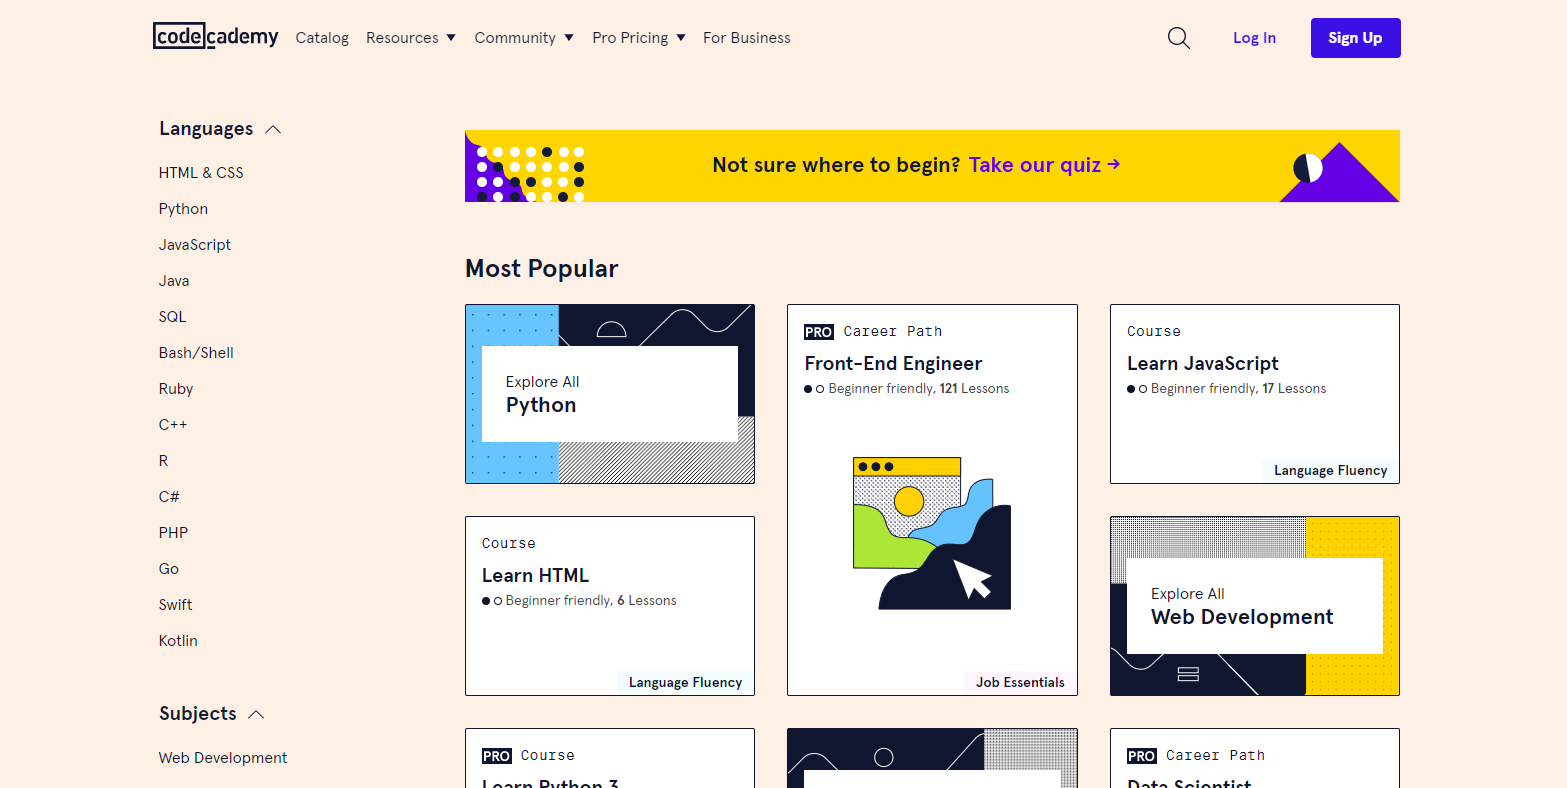 codecademy Catalog Resources Community Pro Pricing For Business Log In Sign Up
Languages
HTML & CSS
Python
JavaScript
Java
SQL
Bash/Shell
Ruby
C++
R
C#
PHP
Go
Swift
Kotlin
Subjects
Web Development
Not sure where to begin? Take our quiz →
Most Popular
Explore All
Python
PRO Career Path
Front-End Engineer
Beginner friendly, 121 Lessons
Job Essentials
Course
Learn JavaScript
Beginner friendly, 17 Lessons
Language Fluency
Course
Learn HTML
Beginner friendly, 6 Lessons
Language Fluency
Explore All
Web Development
PRO Course
Learn Python 3
PRO Career Path
Data Scientist